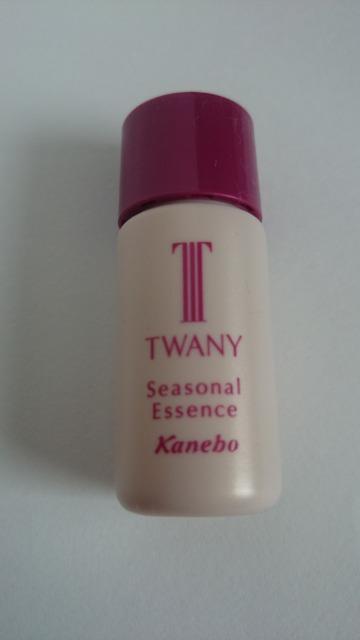 T
TWANY
Seasonal
Essence
Kanebo